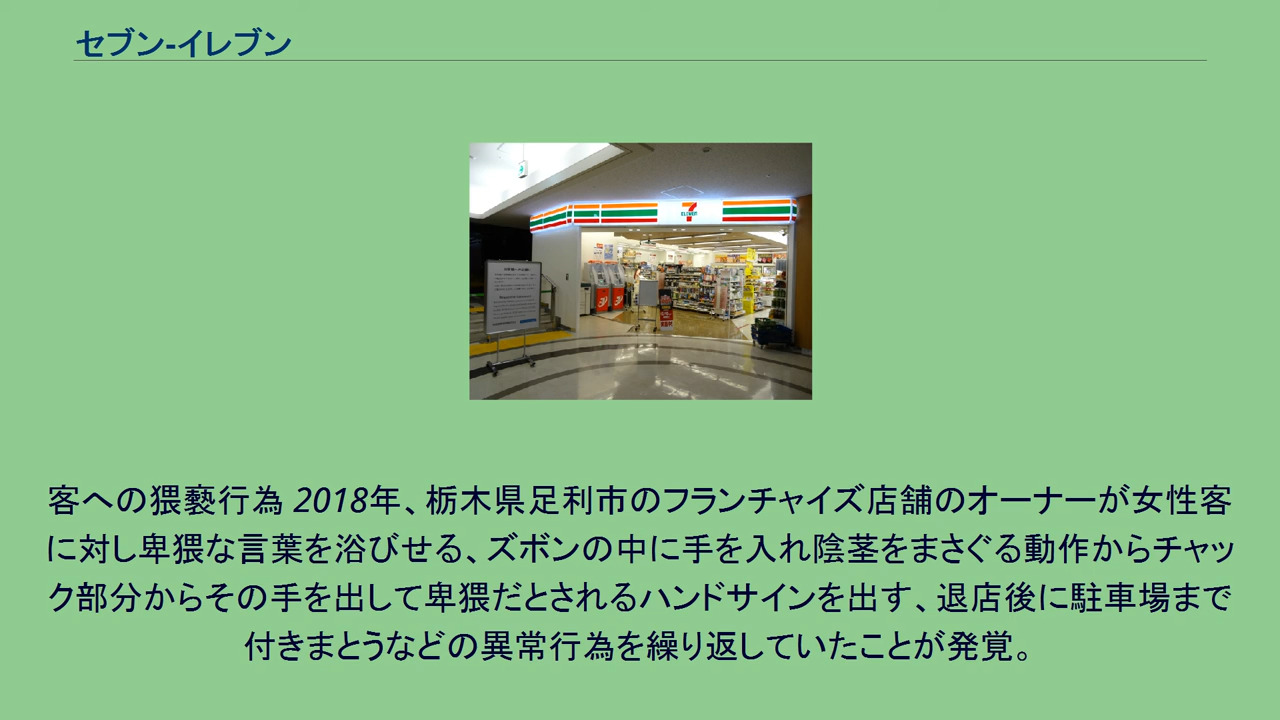 セブン-イレブン
7
ELEVEN
客への猥褻行為 2018年、栃木県足利市のフランチャイズ店舗のオーナーが女性客
に対し卑猥な言葉を浴びせる、ズボンの中に手を入れ陰茎をまさぐる動作からチャッ
ク部分からその手を出して卑猥だとされるハンドサインを出す、退店後に駐車場まで
付きまとうなどの異常行為を繰り返していたことが発覚。